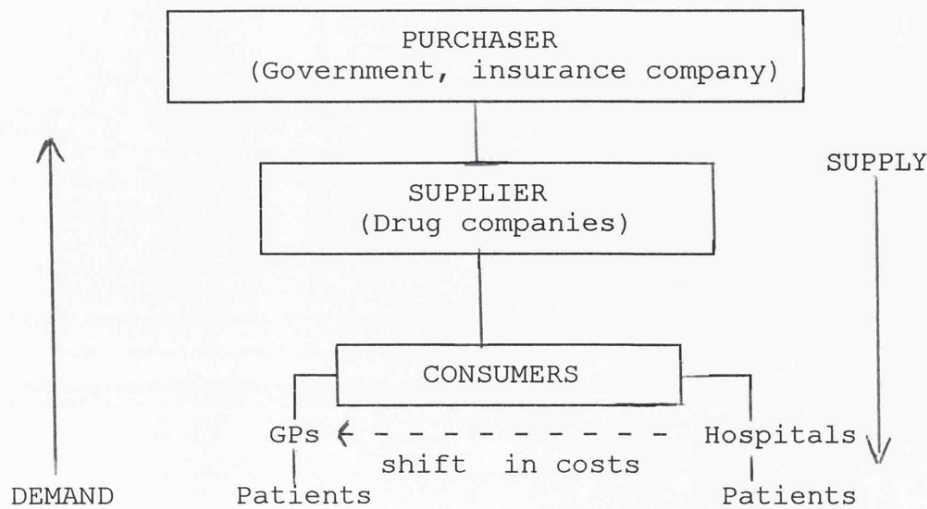 PURCHASER
(Government, insurance company)
SUPPLY
SUPPLIER
(Drug companies)
CONSUMERS
GPs Hospitals
shift in costs
DEMAND Patients Patients